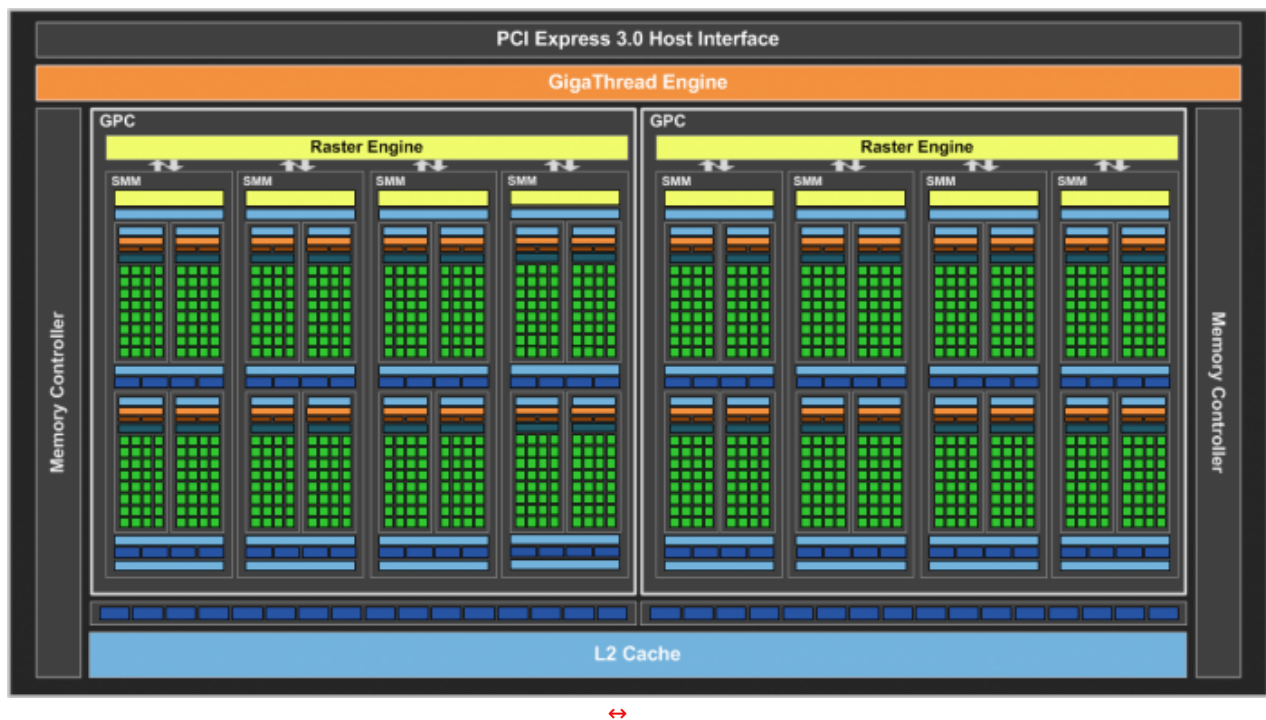 PCI Express 3.0 Host Interface
GigaThread Engine
Memory Controller
GPC
Raster Engine
SMM
SMM
SMM
SMM
GPC
Raster Engine
SMM
SMM
SMM
SMM
Memory Controller
L2 Cache